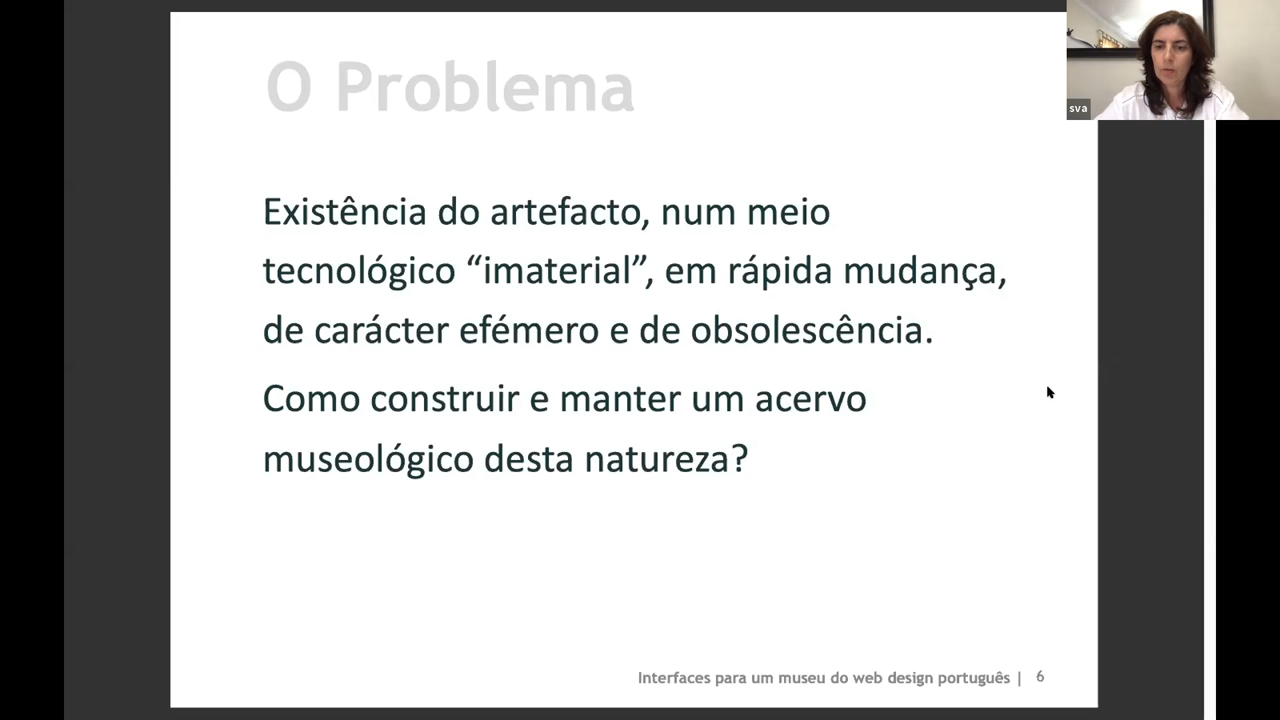 O Problema
sva
Existência do artefacto, num meio
tecnológico “imaterial”, em rápida mudança,
de carácter efémero e de obsolescência.
Como construir e manter um acervo
museológico desta natureza?
Interfaces para um museu do web design português | 6